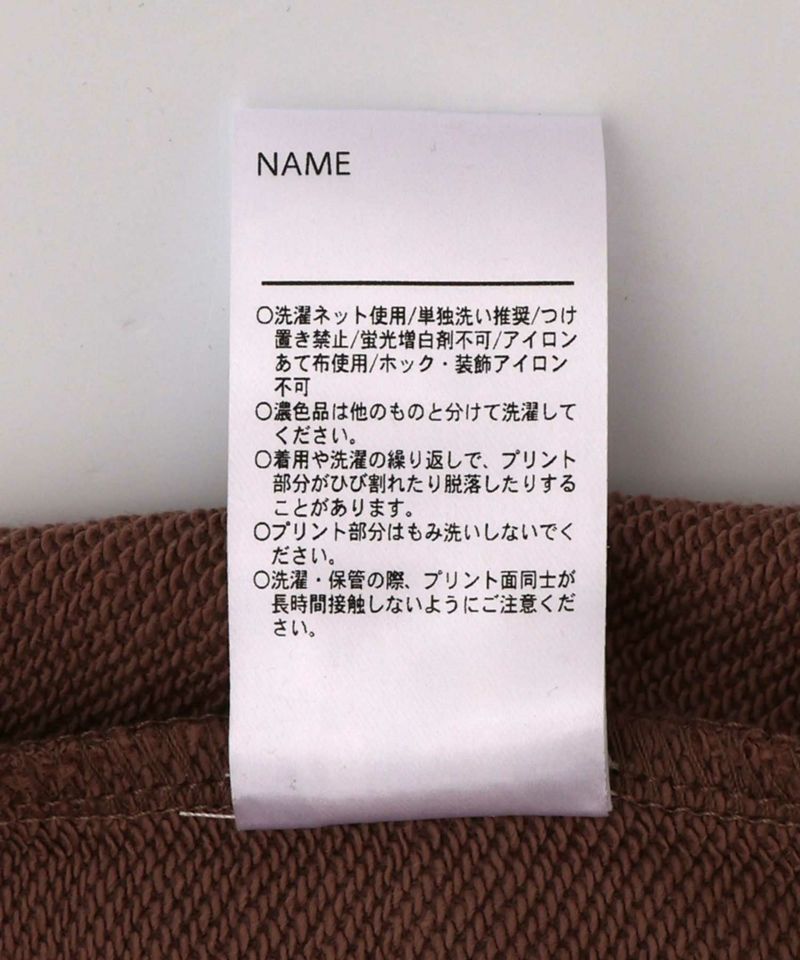 NAME
○洗濯ネット使用/単独洗い推奨/つけ
置き禁止/蛍光増白剤不可/アイロン
あて布使用/ホック・装飾アイロン
不可
○濃色品は他のものと分けて洗濯して
ください。
○着用や洗濯の繰り返しで、プリント
部分がひび割れたり脱落したりする
ことがあります。
○プリント部分はもみ洗いしないでく
ださい。
○洗濯・保管の際、プリント面同士が
長時間接触しないようにご注意くだ
さい。